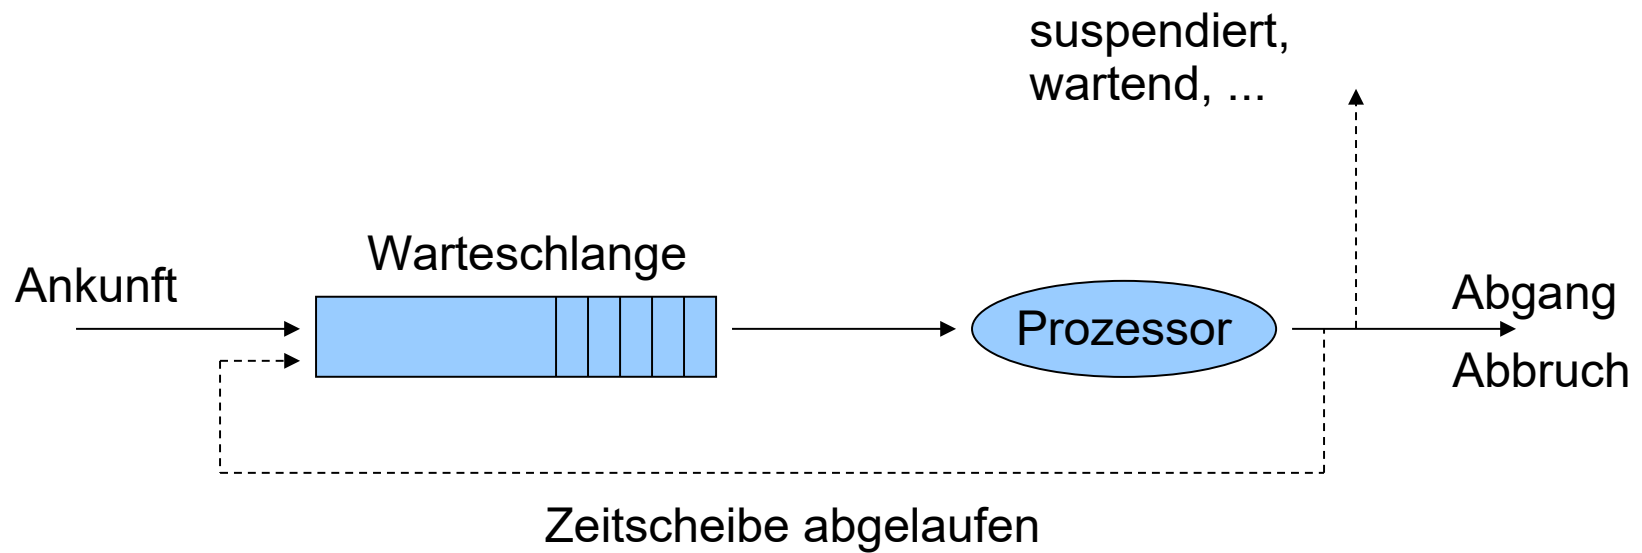 suspendiert,
wartend, ...
Warteschlange
Ankunft
Prozessor
Abgang
Abbruch
Zeitscheibe abgelaufen